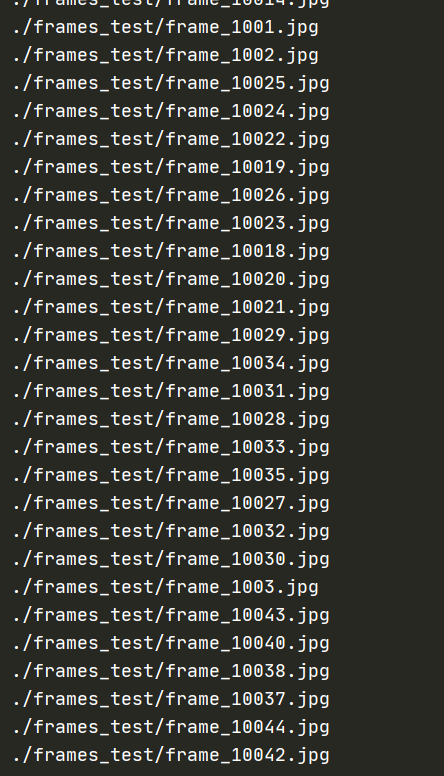 ./frames_test/frame_10014.jpg
./frames_test/frame_1001.jpg
./frames_test/frame_1002.jpg
./frames_test/frame_10025.jpg
./frames_test/frame_10024.jpg
./frames_test/frame_10022.jpg
./frames_test/frame_10019.jpg
./frames_test/frame_10026.jpg
./frames_test/frame_10023.jpg
./frames_test/frame_10018.jpg
./frames_test/frame_10020.jpg
./frames_test/frame_10021.jpg
./frames_test/frame_10029.jpg
./frames_test/frame_10034.jpg
./frames_test/frame_10031.jpg
./frames_test/frame_10028.jpg
./frames_test/frame_10033.jpg
./frames_test/frame_10035.jpg
./frames_test/frame_10027.jpg
./frames_test/frame_10032.jpg
./frames_test/frame_10030.jpg
./frames_test/frame_1003.jpg
./frames_test/frame_10043.jpg
./frames_test/frame_10040.jpg
./frames_test/frame_10038.jpg
./frames_test/frame_10037.jpg
./frames_test/frame_10044.jpg
./frames_test/frame_10042.jpg